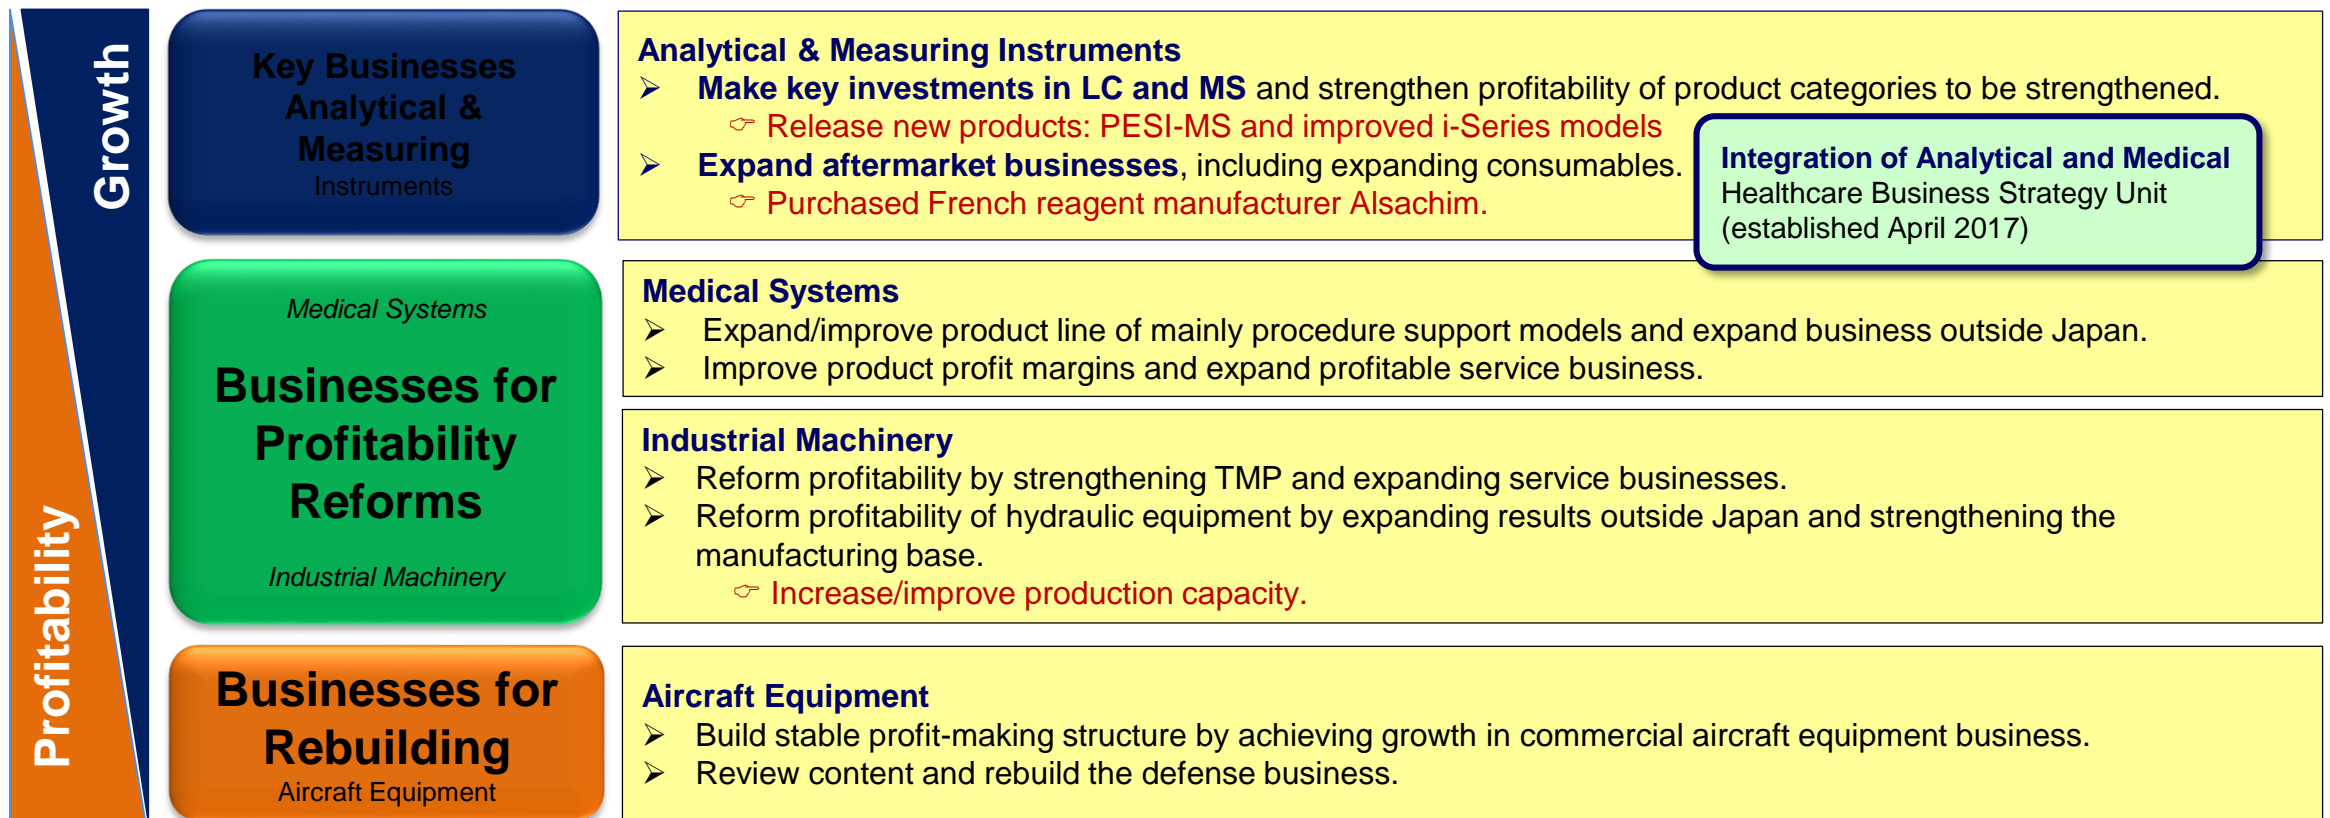 Growth
Profitability
Key Businesses
Analytical &
Measuring
Instruments
Analytical & Measuring Instruments
➢ Make key investments in LC and MS and strengthen profitability of product categories to be strengthened.
☞ Release new products: PESI-MS and improved i-Series models
➢ Expand aftermarket businesses, including expanding consumables.
☞ Purchased French reagent manufacturer Alsachim.
Integration of Analytical and Medical
Healthcare Business Strategy Unit
(established April 2017)
Medical Systems
Businesses for
Profitability
Reforms
Industrial Machinery
Medical Systems
➢ Expand/improve product line of mainly procedure support models and expand business outside Japan.
➢ Improve product profit margins and expand profitable service business.
Industrial Machinery
➢ Reform profitability by strengthening TMP and expanding service businesses.
➢ Reform profitability of hydraulic equipment by expanding results outside Japan and strengthening the
manufacturing base.
☞ Increase/improve production capacity.
Businesses for
Rebuilding
Aircraft Equipment
Aircraft Equipment
➢ Build stable profit-making structure by achieving growth in commercial aircraft equipment business.
➢ Review content and rebuild the defense business.